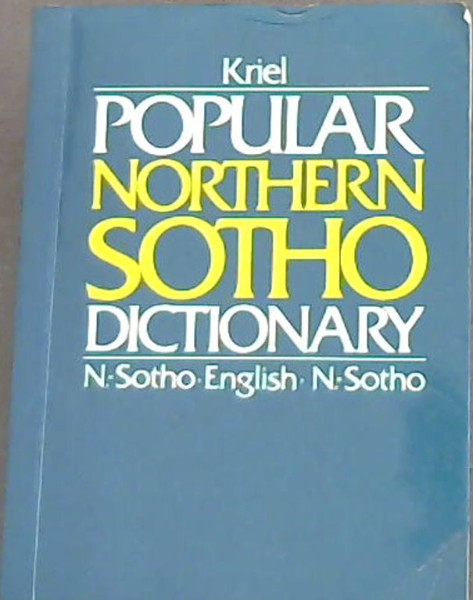 Kriel
POPULAR
NORTHERN
SOTHO
DICTIONARY
N.-Sotho·English·N.-Sotho